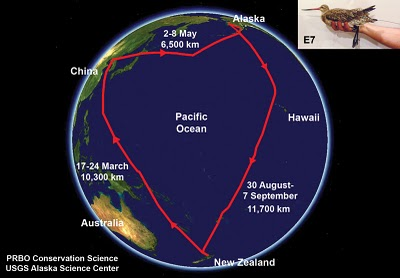 Alaska
E7
2-8 May
6,500 km
China
Pacific
Ocean
Hawaii
17-24 March
10,300 km
30 August-
7 September
11,700 km
Australia
New Zealand
PRBO Conservation Science
USGS Alaska Science Center